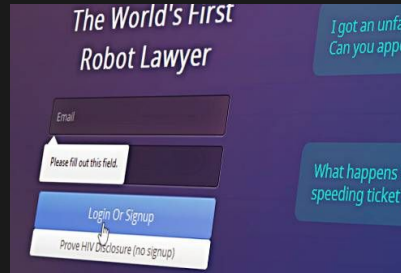 The World's First
Robot Lawyer
Email
Please fill out this field.
Login Or Signup
Prove HIV Disclosure (no signup)
I got an
Can you
What happens
speeding ticket